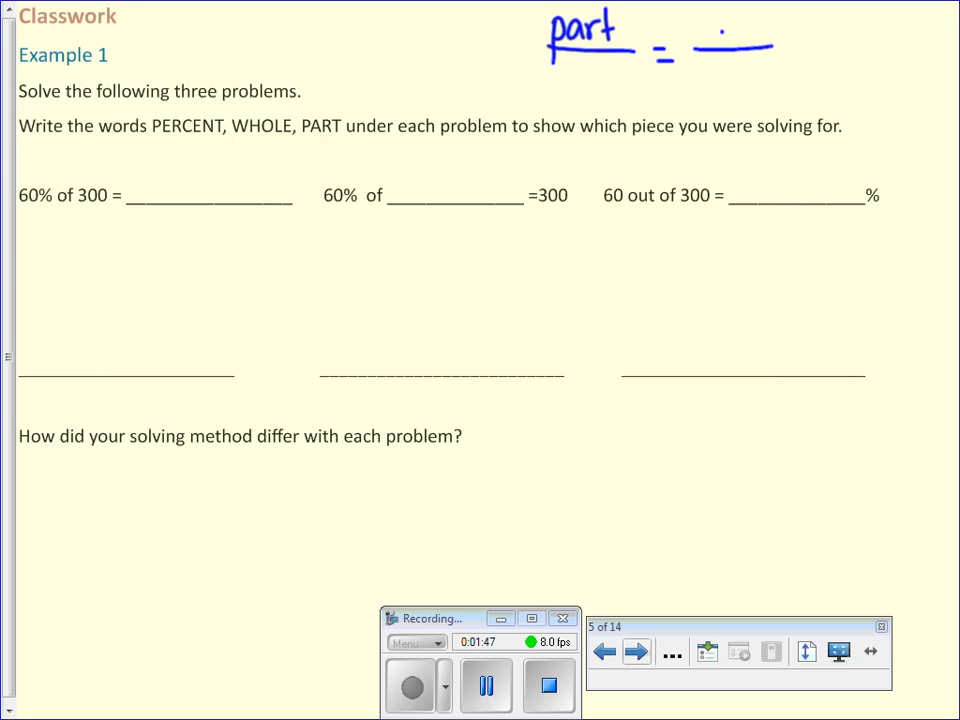 Classwork
part =
Example 1
Solve the following three problems.
Write the words PERCENT, WHOLE, PART under each problem to show which piece you were solving for.
60% of 300 = _________________ 60% of ______________ =300 60 out of 300 = ______________%
______________________ _________________________ _________________________
How did your solving method differ with each problem?
Recording...
Menu 0:01:47 8.0 fps
5 of 14